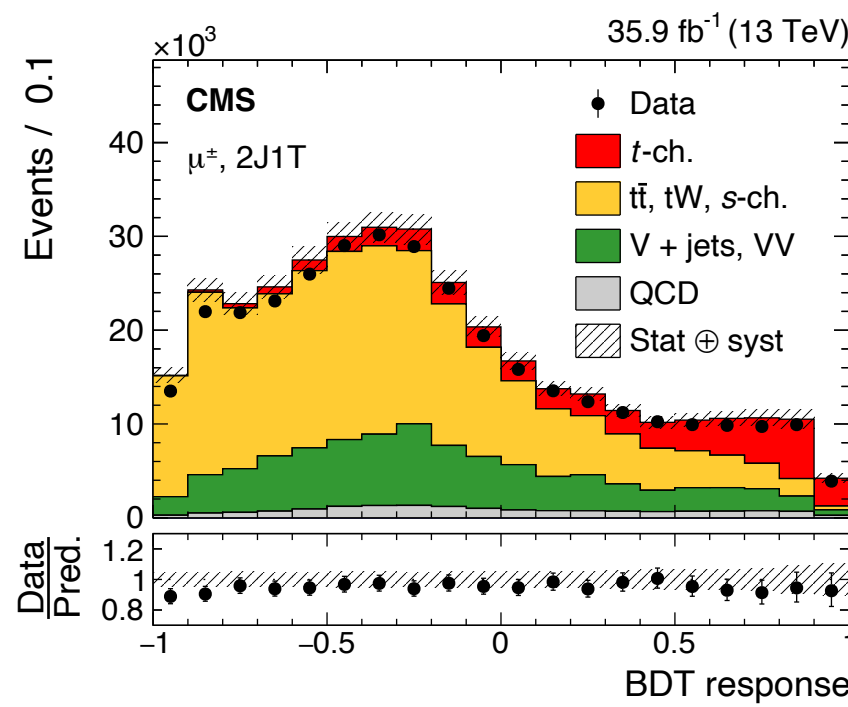 35.9 fb⁻¹ (13 TeV)
×10³
Events / 0.1
CMS
μ±, 2J1T
Data
t-ch.
tt̄, tW, s-ch.
V + jets, VV
QCD
Stat ⊕ syst
40
30
20
10
0
Data
Pred.
1.2
1
0.8
−1
−0.5
0
0.5
1
BDT response